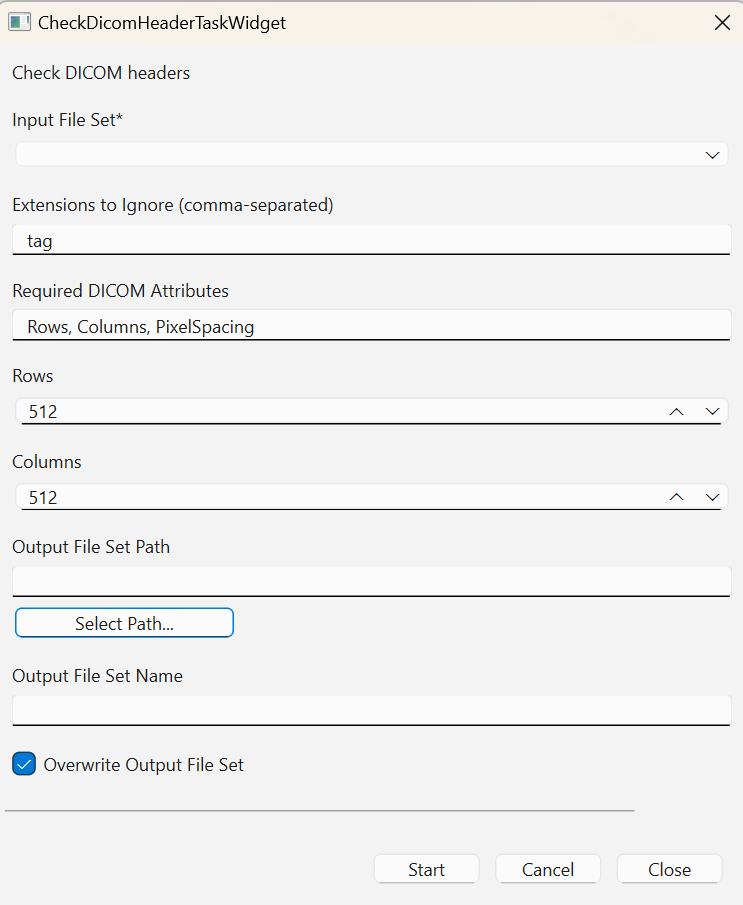 CheckDicomHeaderTaskWidget
Check DICOM headers
Input File Set*
Extensions to Ignore (comma-separated)
tag
Required DICOM Attributes
Rows, Columns, PixelSpacing
Rows
512
Columns
512
Output File Set Path
Select Path...
Output File Set Name
Overwrite Output File Set
Start Cancel Close